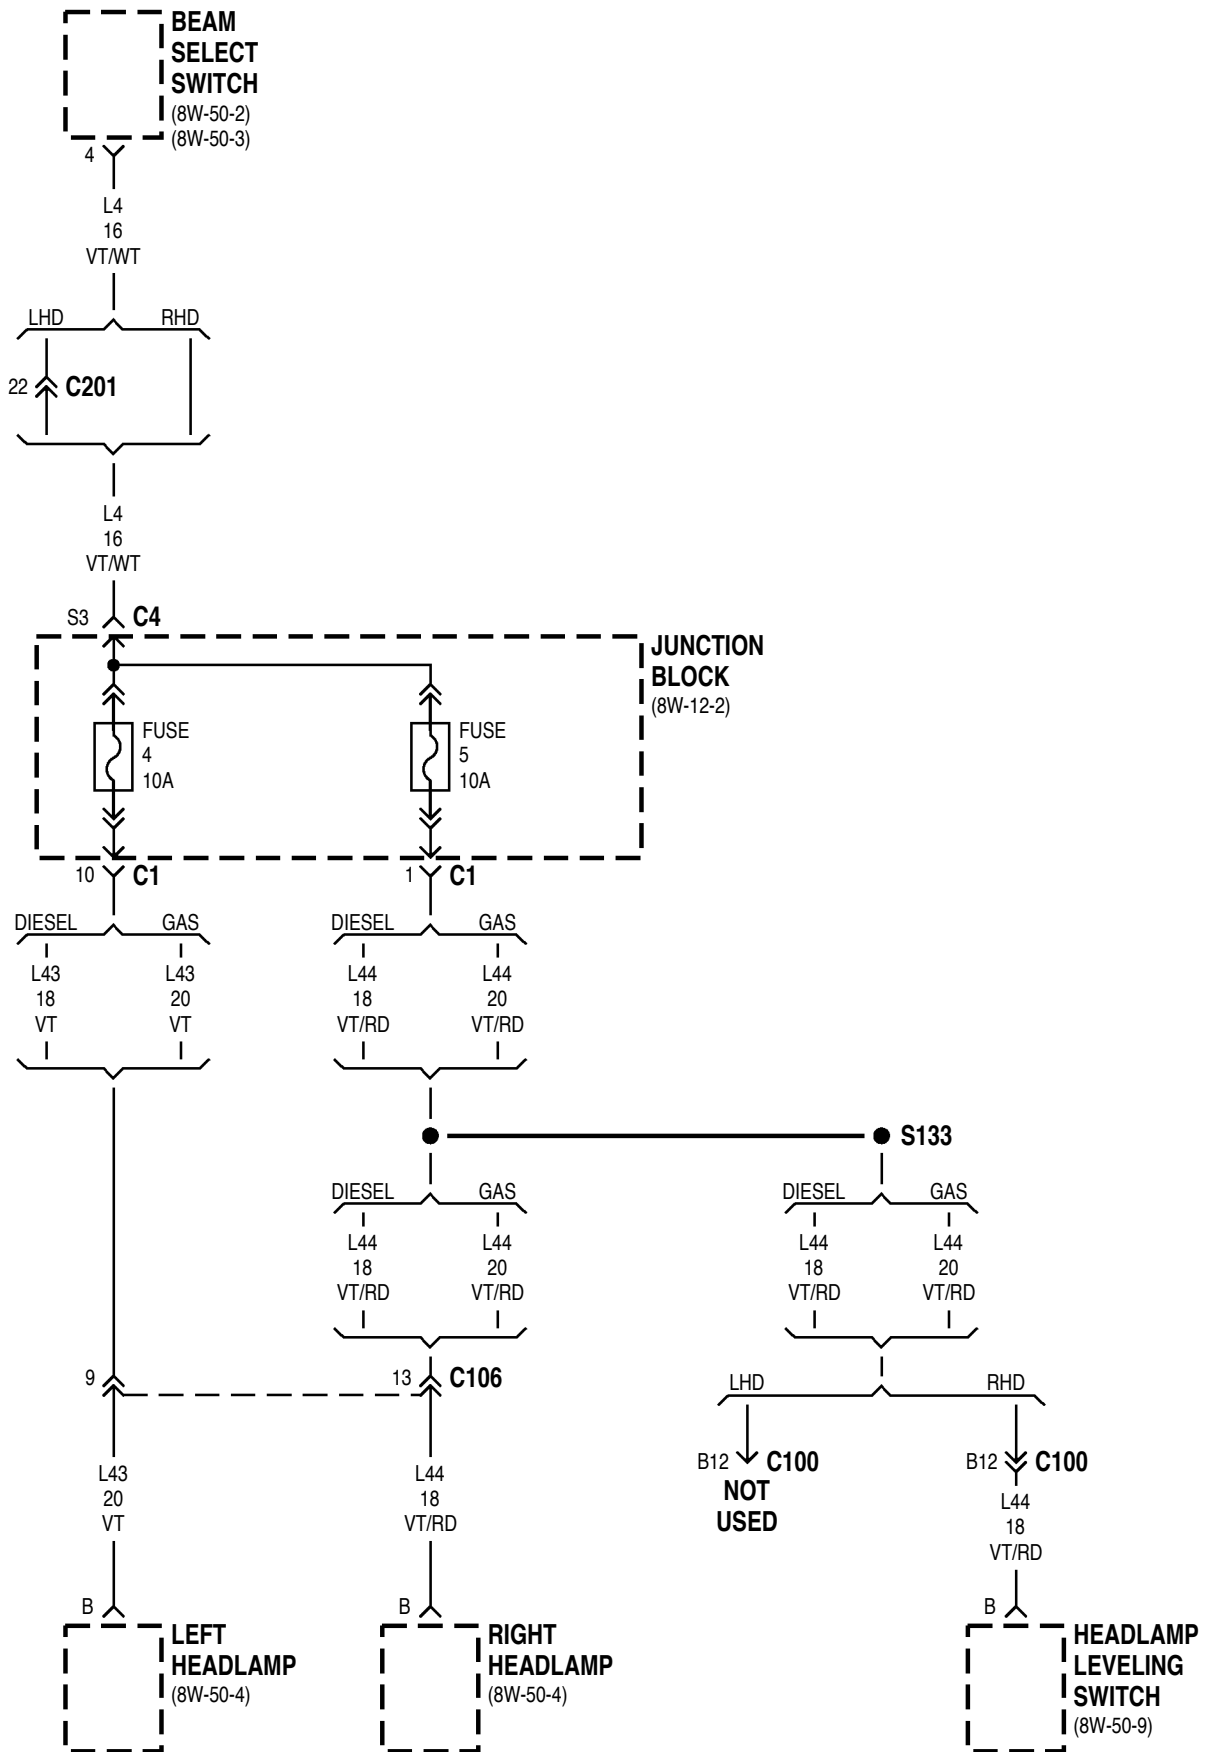 BEAM
SELECT
SWITCH
(8W-50-2)
(8W-50-3)
4
L4
16
VT/WT
LHD
RHD
22
C201
L4
16
VT/WT
S3
C4
JUNCTION
BLOCK
(8W-12-2)
FUSE
4
10A
FUSE
5
10A
10
C1
1
C1
DIESEL
GAS
DIESEL
GAS
L43
18
VT
L43
20
VT
L44
18
VT/RD
L44
20
VT/RD
S133
DIESEL
GAS
DIESEL
GAS
L44
18
VT/RD
L44
20
VT/RD
L44
18
VT/RD
L44
20
VT/RD
9
13
C106
LHD
RHD
B12
C100
NOT
USED
B12
C100
L43
20
VT
L44
18
VT/RD
L44
18
VT/RD
B
LEFT
HEADLAMP
(8W-50-4)
B
RIGHT
HEADLAMP
(8W-50-4)
B
HEADLAMP
LEVELING
SWITCH
(8W-50-9)